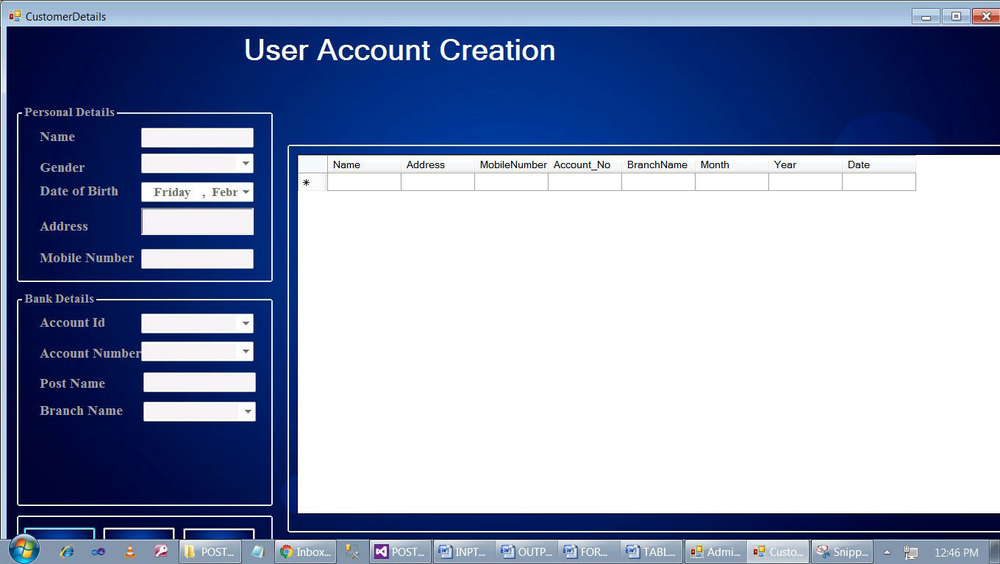 CustomerDetails
User Account Creation
Personal Details
Name
Gender
Date of Birth Friday , Febr
Address
Mobile Number
Name Address MobileNumber Account_No BranchName Month Year Date
*
Bank Details
Account Id
Account Number
Post Name
Branch Name
POST... Inbox... POST... INPT... OUTP... FOR... TABL... Admi... Custo... Snipp... 12:46 PM